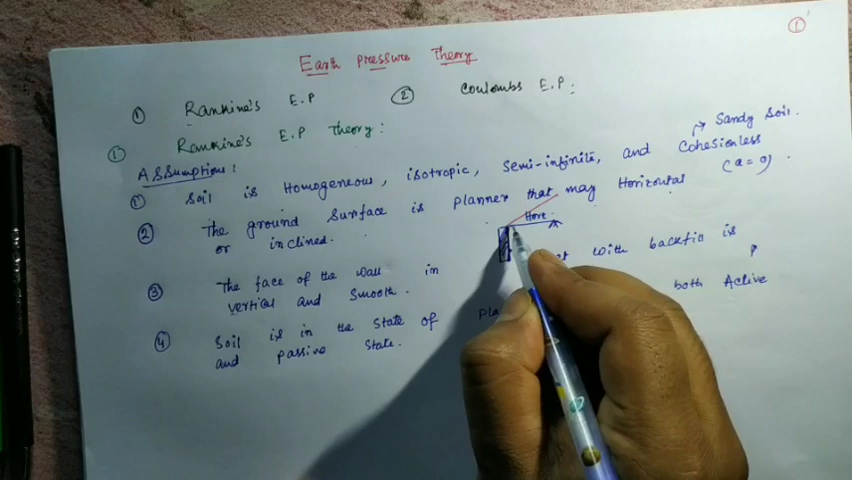 1
Earth Pressure Theory
① Rankine's E.P ② Coulombs E.P:
① Rankine's E.P Theory:
Assumption:
→ Sandy Soil.
① Soil is Homogeneous, isotropic, Semi-infinite, and Cohesionless
② The ground Surface is planner that may Horizontal (c = 0).
or inclined.
Horz.
③ The face of the wall in with backfill is
vertical and Smooth.
④ Soil is in the State of both Active
and passive State.